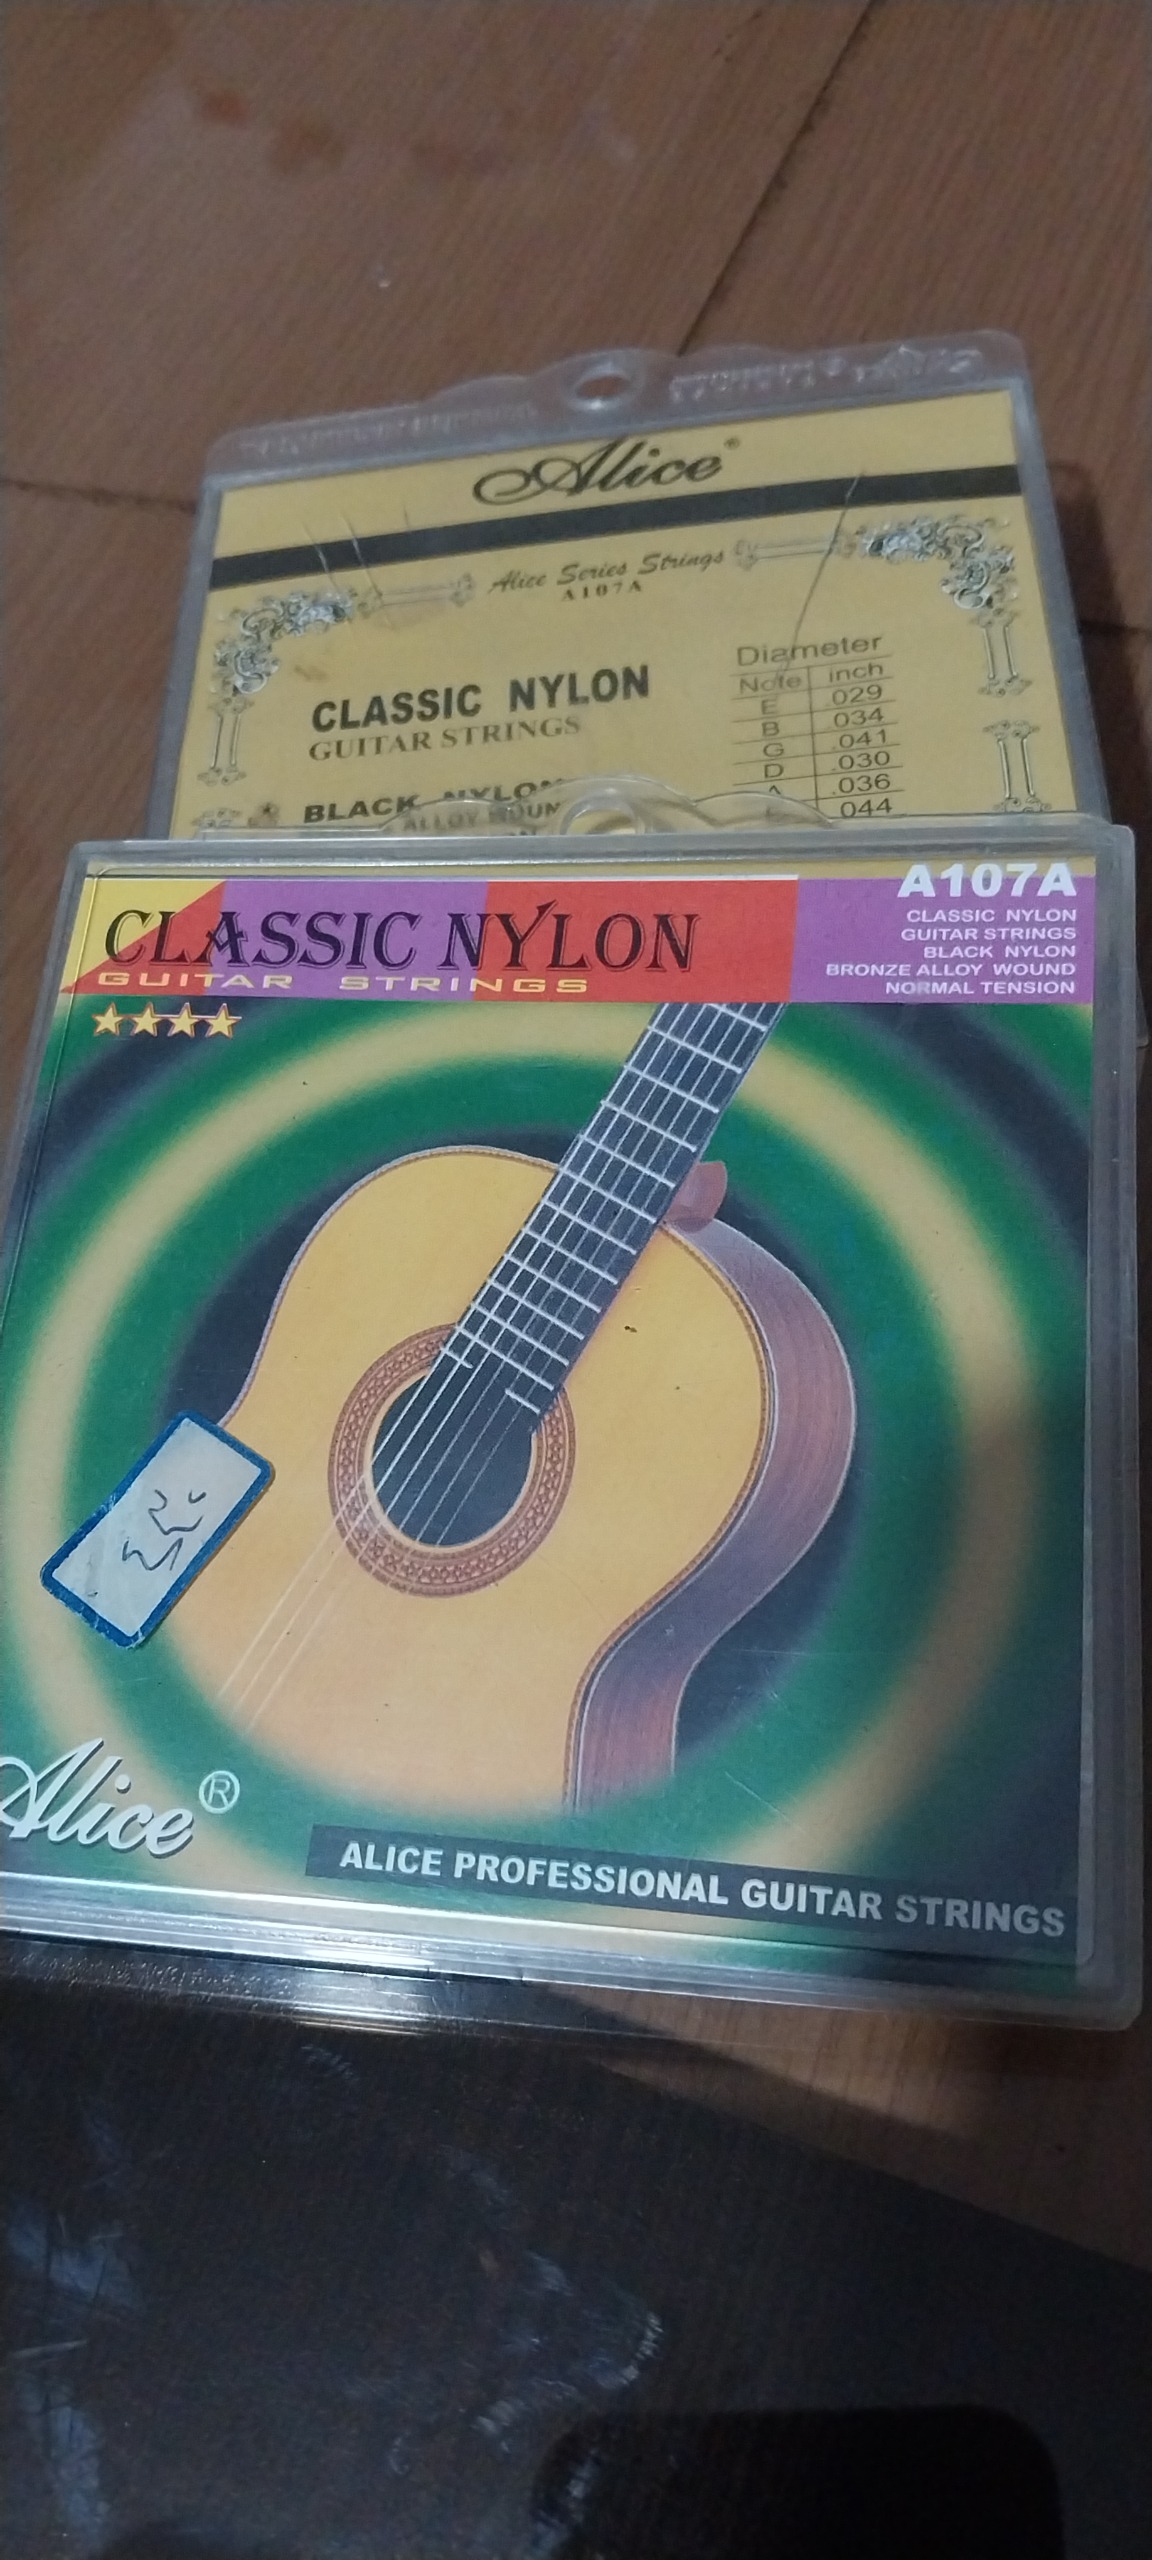 Alice®
Alice Series Strings
A107A
CLASSIC NYLON
GUITAR STRINGS
BLACK NYLON
ALLOY WOUN
Diameter
Note inch
E .029
B .034
G .041
D .030
A .036
.044
CLASSIC NYLON
GUITAR STRINGS
A107A
CLASSIC NYLON
GUITAR STRINGS
BLACK NYLON
BRONZE ALLOY WOUND
NORMAL TENSION
Alice®
ALICE PROFESSIONAL GUITAR STRINGS